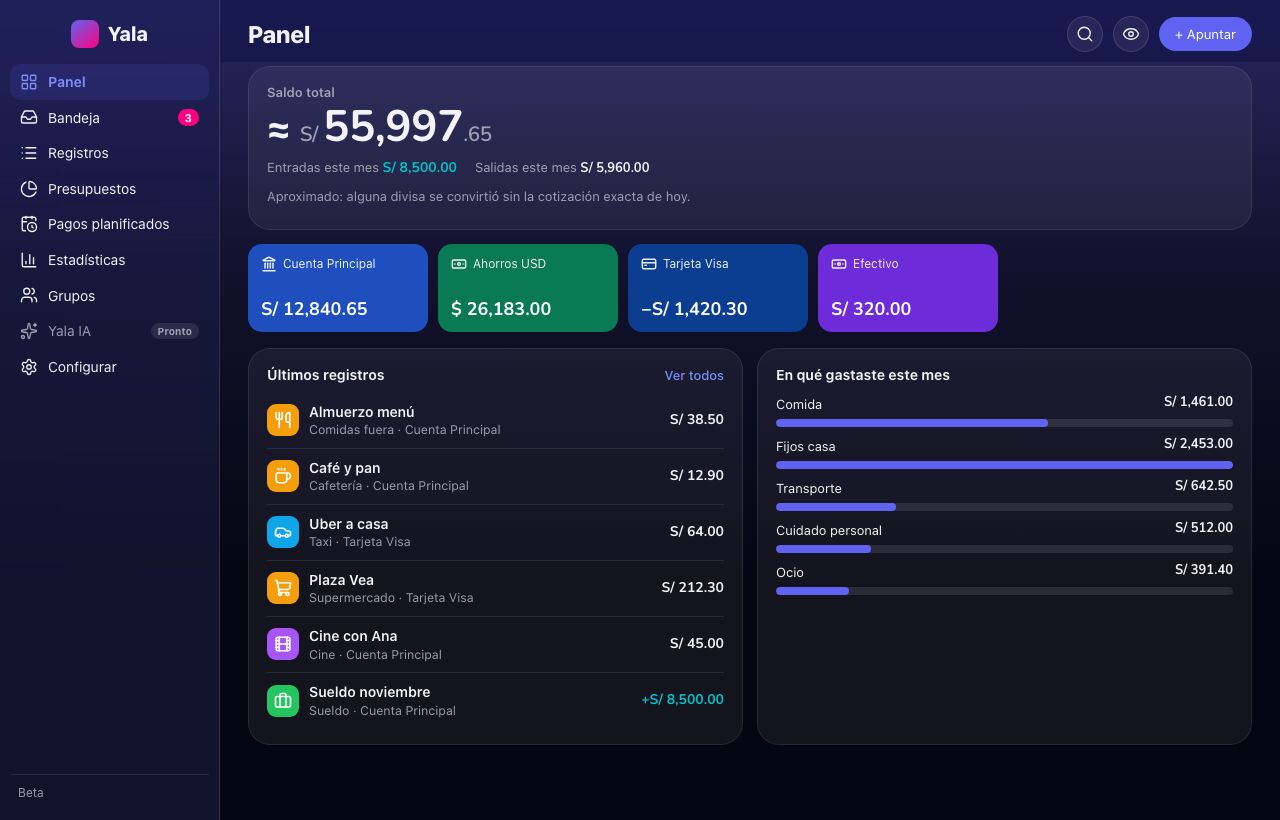 Yala
Panel
Bandeja 3
Registros
Presupuestos
Pagos planificados
Estadísticas
Grupos
Yala IA Pronto
Configurar
Beta
Panel
+ Apuntar
Saldo total
≈ S/ 55,997.65
Entradas este mes S/ 8,500.00 Salidas este mes S/ 5,960.00
Aproximado: alguna divisa se convirtió sin la cotización exacta de hoy.
Cuenta Principal
S/ 12,840.65
Ahorros USD
$ 26,183.00
Tarjeta Visa
−S/ 1,420.30
Efectivo
S/ 320.00
Últimos registros Ver todos
Almuerzo menú
Comidas fuera · Cuenta Principal
S/ 38.50
Café y pan
Cafetería · Cuenta Principal
S/ 12.90
Uber a casa
Taxi · Tarjeta Visa
S/ 64.00
Plaza Vea
Supermercado · Tarjeta Visa
S/ 212.30
Cine con Ana
Cine · Cuenta Principal
S/ 45.00
Sueldo noviembre
Sueldo · Cuenta Principal
+S/ 8,500.00
En qué gastaste este mes
Comida S/ 1,461.00
Fijos casa S/ 2,453.00
Transporte S/ 642.50
Cuidado personal S/ 512.00
Ocio S/ 391.40